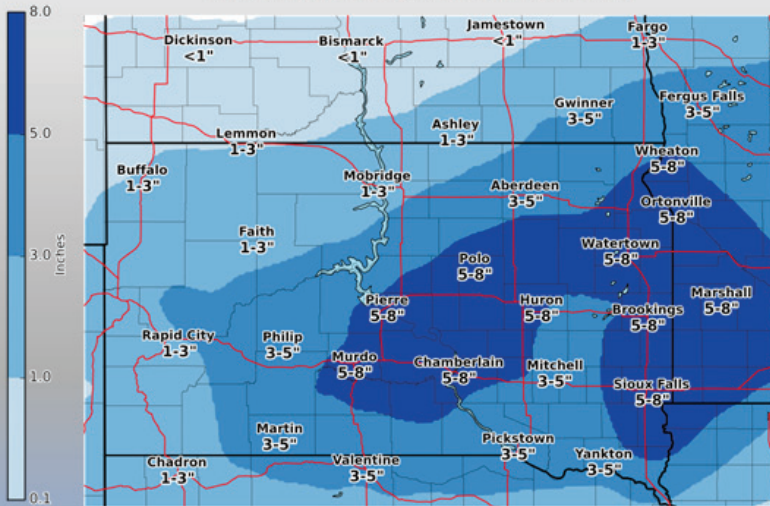 8.0
5.0
3.0
1.0
0.1
Inches
Dickinson
<1"
Bismarck
<1"
Jamestown
<1"
Fargo
1-3"
Gwinner
3-5"
Fergus Falls
3-5"
Lemmon
1-3"
Ashley
1-3"
Wheaton
5-8"
Buffalo
1-3"
Mobridge
1-3"
Aberdeen
3-5"
Ortonville
5-8"
Faith
1-3"
Watertown
5-8"
Polo
5-8"
Pierre
5-8"
Huron
5-8"
Brookings
5-8"
Marshall
5-8"
Rapid City
1-3"
Philip
3-5"
Murdo
5-8"
Chamberlain
5-8"
Mitchell
3-5"
Sioux Falls
5-8"
Martin
3-5"
Pickstown
3-5"
Yankton
3-5"
Chadron
1-3"
Valentine
3-5"